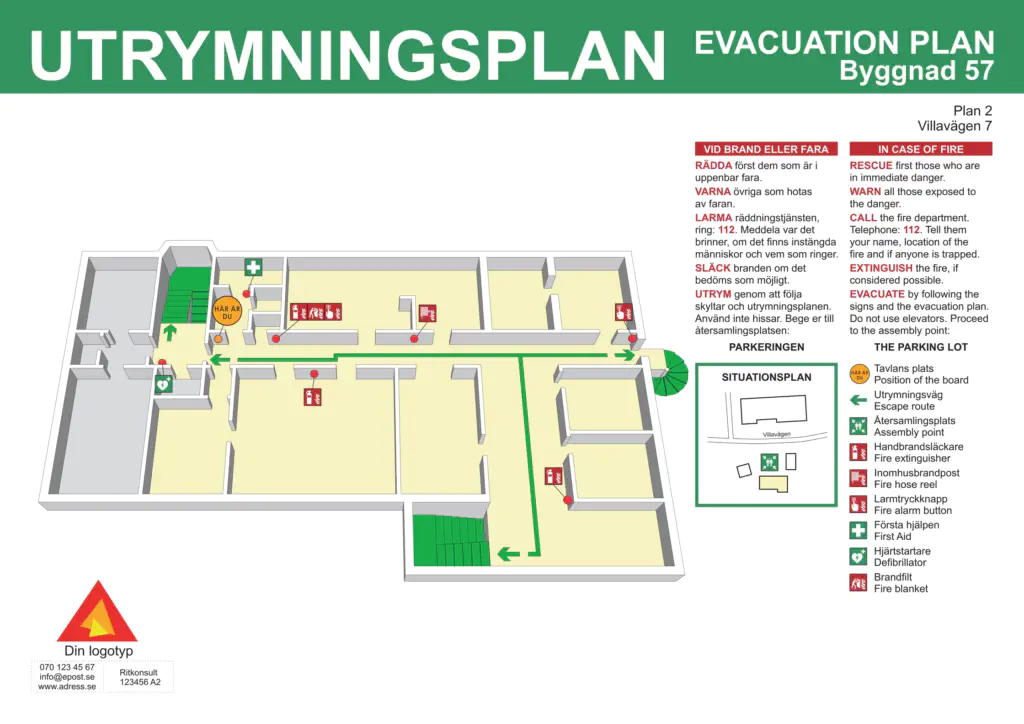 UTRYMNINGSPLAN
EVACUATION PLAN
Byggnad 57
Plan 2
Villavägen 7
VID BRAND ELLER FARA
RÄDDA först dem som är i
uppenbar fara.
VARNA övriga som hotas
av faran.
LARMA räddningstjänsten,
ring: 112. Meddela var det
brinner, om det finns instängda
människor och vem som ringer.
SLÄCK branden om det
bedöms som möjligt.
UTRYM genom att följa
skyltar och utrymningsplanen.
Använd inte hissar. Bege er till
återsamlingsplatsen:
PARKERINGEN
IN CASE OF FIRE
RESCUE first those who are
in immediate danger.
WARN all those exposed to
the danger.
CALL the fire department.
Telephone: 112. Tell them
your name, location of the
fire and if anyone is trapped.
EXTINGUISH the fire, if
considered possible.
EVACUATE by following the
signs and the evacuation plan.
Do not use elevators. Proceed
to the assembly point:
THE PARKING LOT
HÄR ÄR
DU
SITUATIONSPLAN
Villavägen
HÄR ÄR
DU
Tavlans plats
Position of the board
Utrymningsväg
Escape route
Återsamlingsplats
Assembly point
Handbrandsläckare
Fire extinguisher
Inomhusbrandpost
Fire hose reel
Larmtryckknapp
Fire alarm button
Första hjälpen
First Aid
Hjärtstartare
Defibrillator
Brandfilt
Fire blanket
Din logotyp
070 123 45 67
info@epost.se
www.adress.se
Ritkonsult
123456 A2